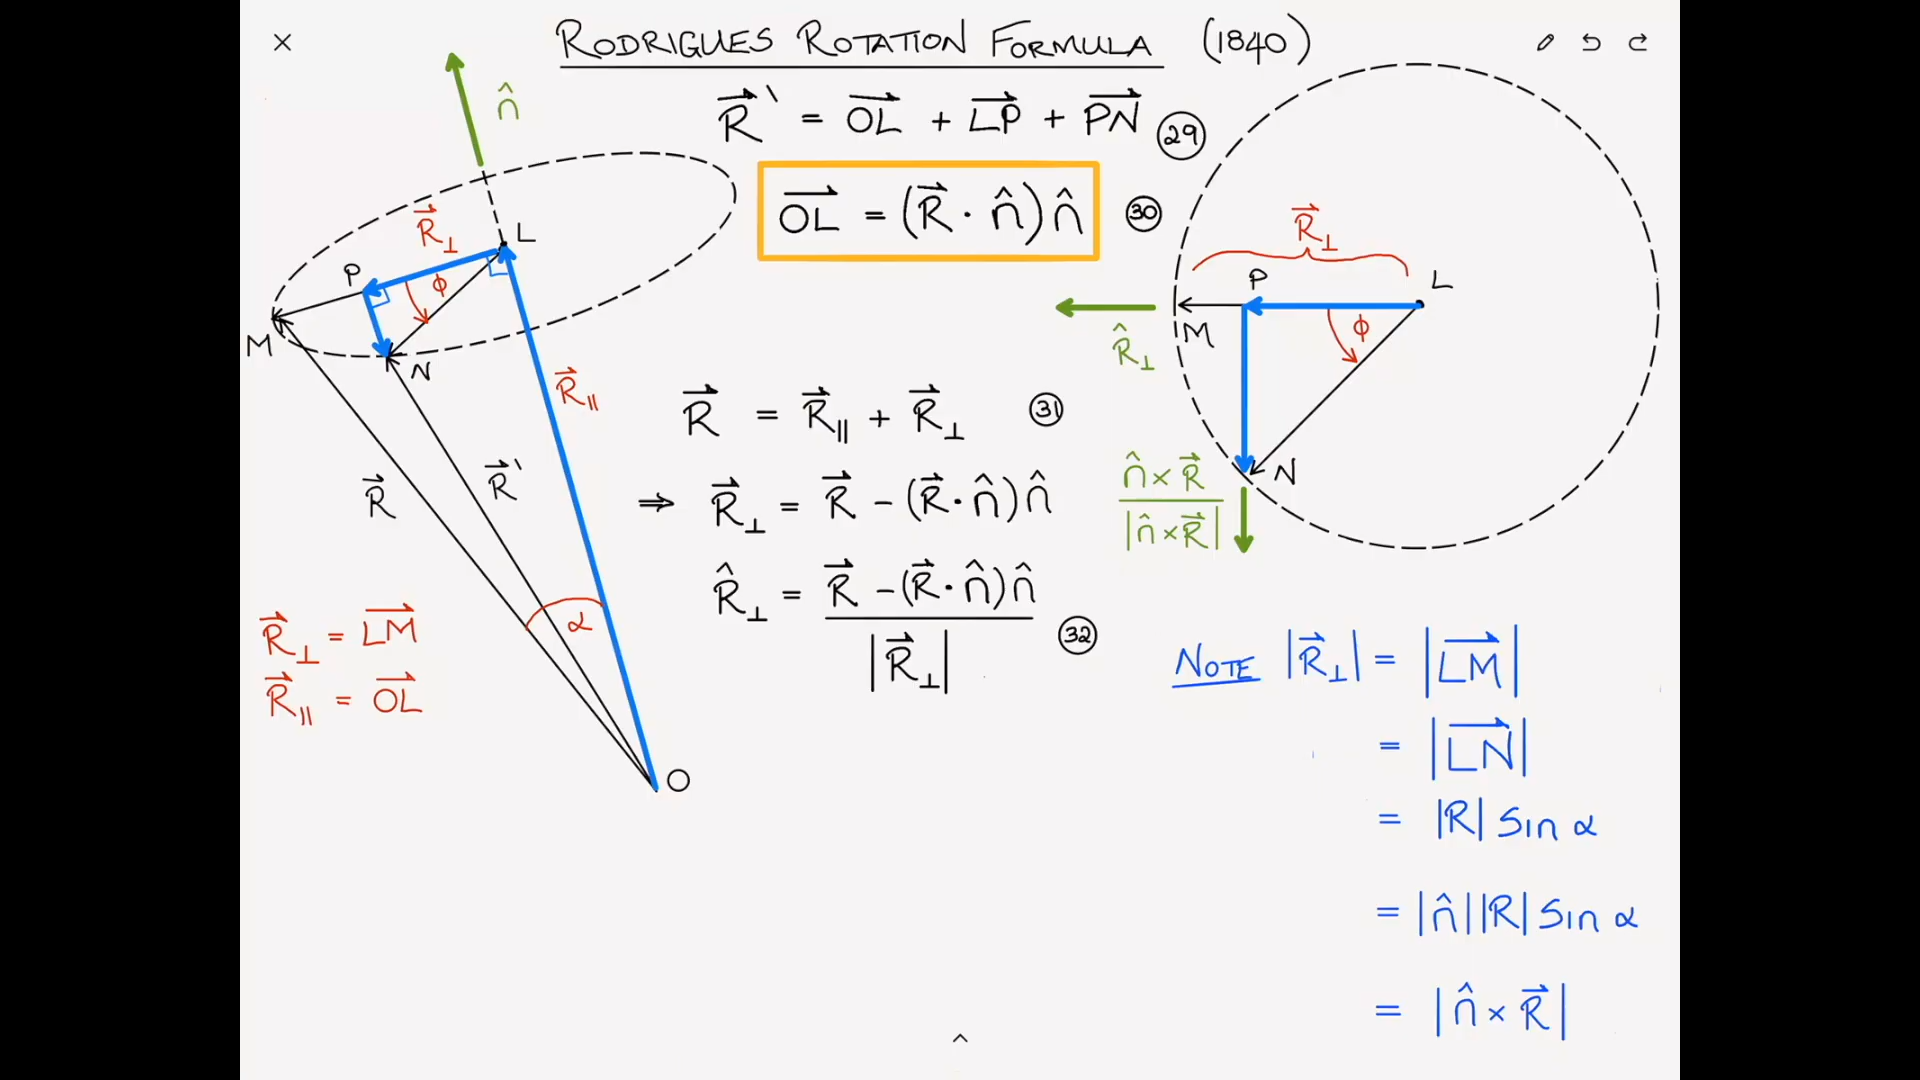 RODRIGUES ROTATION FORMULA (1840)
R⃗' = OL⃗ + LP⃗ + PN⃗ (29)
OL⃗ = (R⃗ · n̂) n̂ (30)
n̂
R⃗⊥
L
P
ϕ
M
N
R⃗∥
R⃗
R⃗'
α
O
R⃗⊥ = LM⃗
R⃗∥ = OL⃗
R⃗ = R⃗∥ + R⃗⊥ (31)
⇒ R⃗⊥ = R⃗ − (R⃗ · n̂) n̂
R̂⊥ = R⃗ − (R⃗ · n̂) n̂
|R⃗⊥| (32)
R⃗⊥
P
L
M
R̂⊥
ϕ
N
n̂ × R⃗
|n̂ × R⃗|
NOTE |R⃗⊥| = |LM⃗|
= |LN⃗|
= |R| Sin α
= |n̂||R| Sin α
= |n̂ × R⃗|